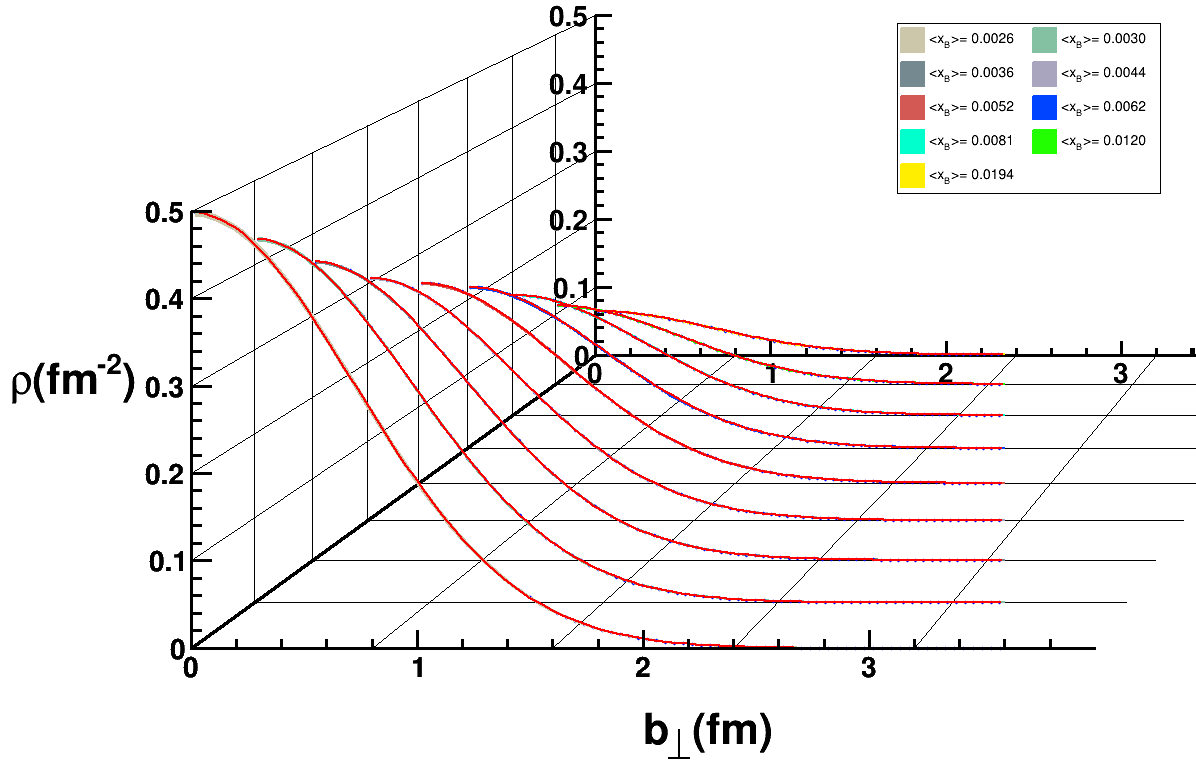 0.5
0.4
0.3
0.2
0.1
0
0 1 2 3
<x_B>= 0.0026 <x_B>= 0.0030
<x_B>= 0.0036 <x_B>= 0.0044
<x_B>= 0.0052 <x_B>= 0.0062
<x_B>= 0.0081 <x_B>= 0.0120
<x_B>= 0.0194
0.5
0.4
ρ(fm⁻²)
0.3
0.2
0.1
0
0 1 2 3
b⊥(fm)